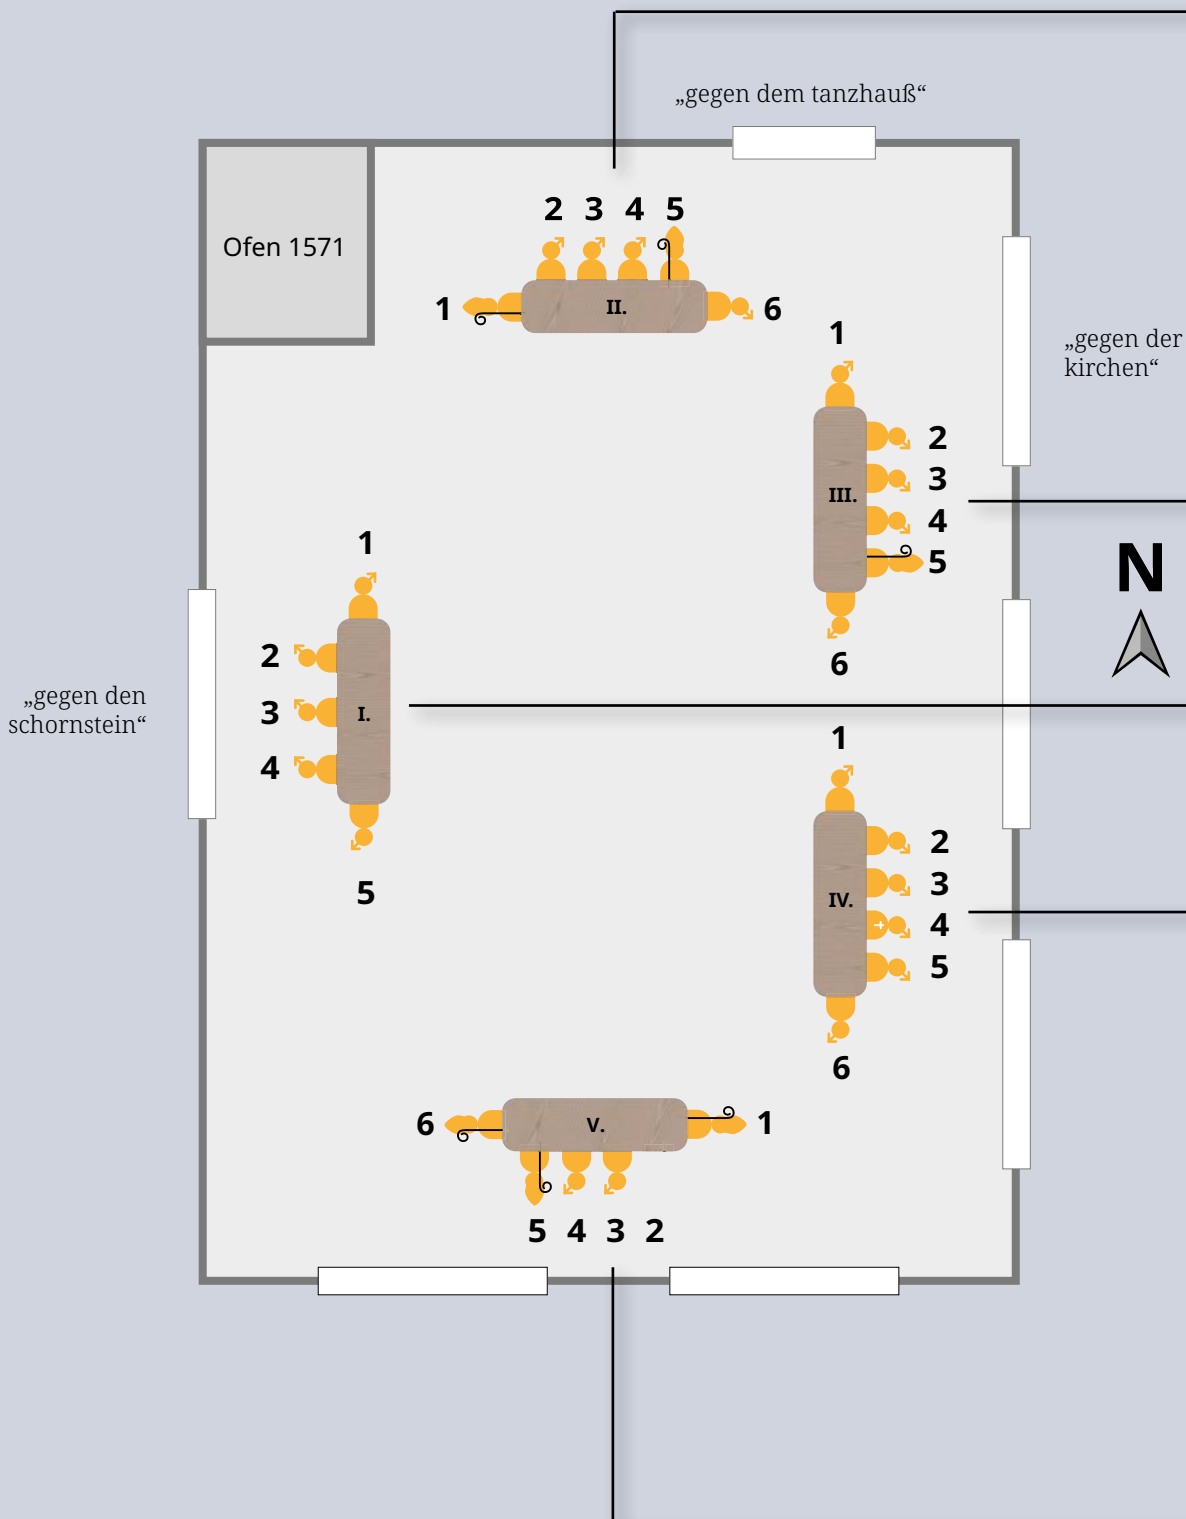 „gegen dem tanzhauß“
2 3 4 5
Ofen 1571
1 II. 6
1
„gegen der
kirchen“
2
3
III.
4
1
5
N
2
6
„gegen den
schornstein“
3 I.
1
4
2
3
5
IV.
4
5
6
6 V. 1
5 4 3 2